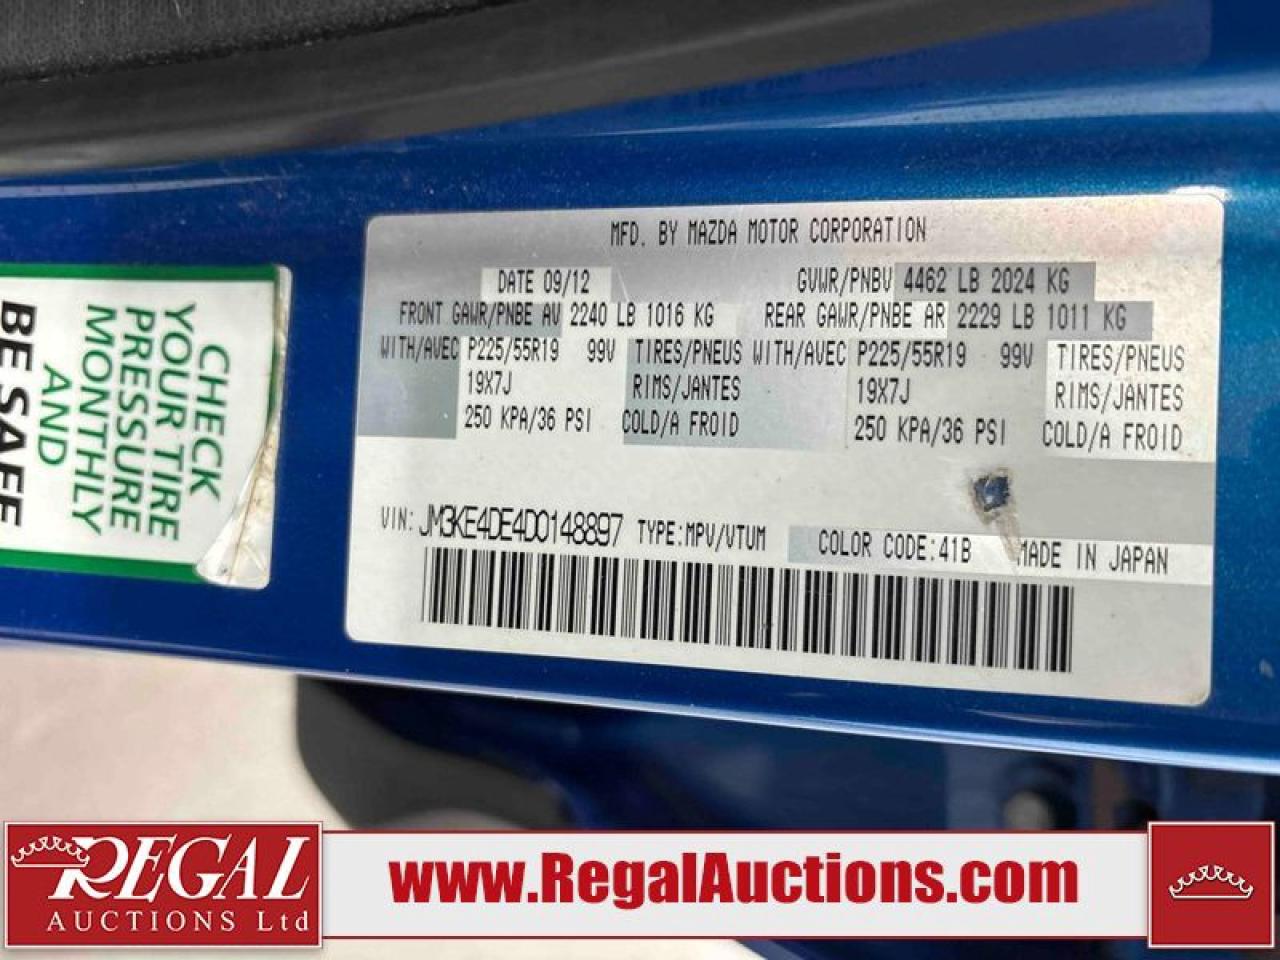 MFD. BY MAZDA MOTOR CORPORATION
DATE 09/12 GVWR/PNBV 4462 LB 2024 KG
FRONT GAWR/PNBE AV 2240 LB 1016 KG REAR GAWR/PNBE AR 2229 LB 1011 KG
WITH/AVEC P225/55R19 99V TIRES/PNEUS WITH/AVEC P225/55R19 99V TIRES/PNEUS
19X7J RIMS/JANTES 19X7J RIMS/JANTES
250 KPA/36 PSI COLD/A FROID 250 KPA/36 PSI COLD/A FROID
VIN: JM3KE4DE4D0148897 TYPE:MPV/VTUM COLOR CODE:41B MADE IN JAPAN
CHECK
YOUR TIRE
PRESSURE
MONTHLY
AND
BE SAFE
REGAL
AUCTIONS Ltd
www.RegalAuctions.com